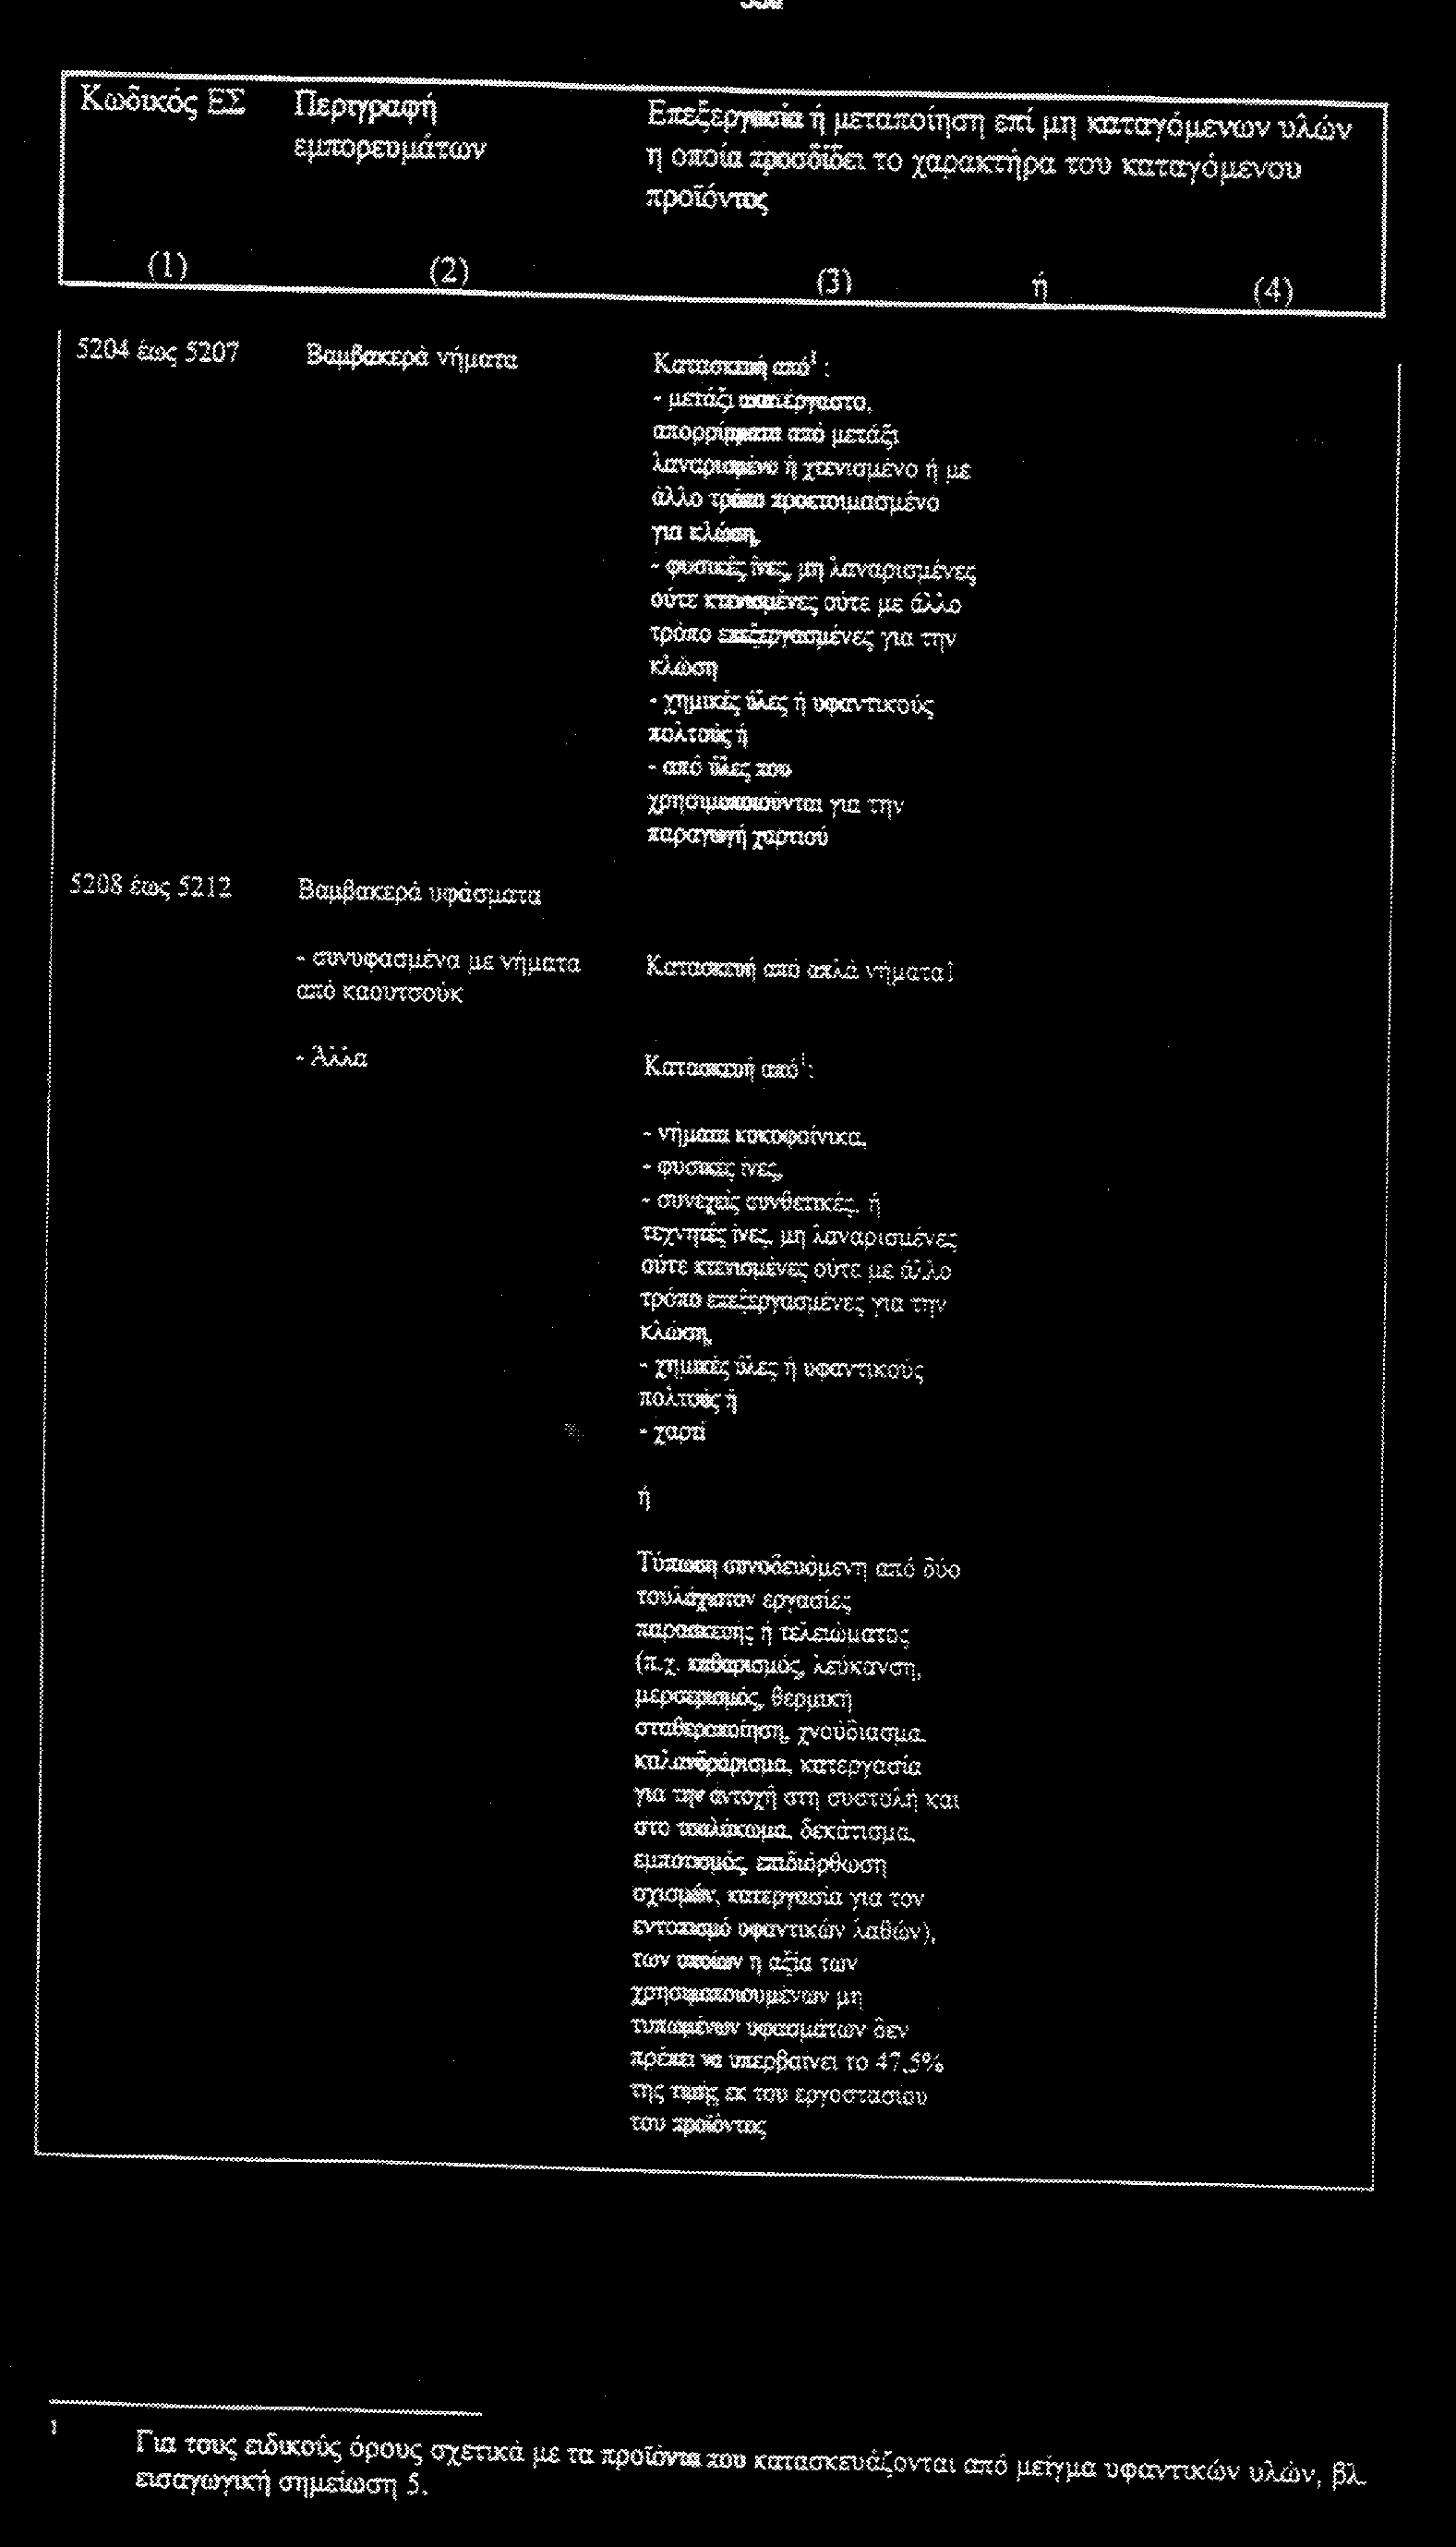 Κωδικός ΕΣ
Περιγραφή
εμπορευμάτων
Επεξεργασία ή μεταποίηση επί μη καταγόμενων υλών
η οποία προσδίδει το χαρακτήρα του καταγόμενου
προϊόντος
(1) (2) (3) ή (4)
5204 έως 5207
Βαμβακερά νήματα
Κατασκευή από¹ :
- μετάξι ακατέργαστο,
απορρίμματα από μετάξι
λαναρισμένο ή χτενισμένο ή με
άλλο τρόπο προετοιμασμένο
για κλώση,
- φυσικές ίνες, μη λαναρισμένες
ούτε κτενισμένες ούτε με άλλο
τρόπο επεξεργασμένες για την
κλώση
- χημικές ύλες ή υφαντικούς
πολτούς ή
- από ύλες που
χρησιμοποιούνται για την
παραγωγή χαρτιού
5208 έως 5212
Βαμβακερά υφάσματα
- συνυφασμένα με νήματα
από καουτσούκ
Κατασκευή από απλά νήματα1
- Άλλα
Κατασκευή από¹:
- νήματα κοκοφοίνικα,
- φυσικές ίνες,
- συνεχείς συνθετικές, ή
τεχνητές ίνες, μη λαναρισμένες
ούτε κτενισμένες ούτε με άλλο
τρόπο επεξεργασμένες για την
κλώση,
- χημικές ύλες ή υφαντικούς
πολτούς ή
- χαρτί
ή
Τύπωση συνοδευόμενη από δύο
τουλάχιστον εργασίες
παρασκευής ή τελειώματος
(π.χ. καθαρισμός, λεύκανση,
μερσερισμός, θερμική
σταθεροποίηση, χνούδιασμα,
καλανδράρισμα, κατεργασία
για την αντοχή στη συστολή και
στο τσαλάκωμα, δεκάτισμα,
εμποτισμός, επιδιόρθωση
σχισμών, κατεργασία για τον
εντοπισμό υφαντικών λαθών),
των οποίων η αξία των
χρησιμοποιουμένων μη
τυπωμένων υφασμάτων δεν
πρέπει να υπερβαίνει το 47,5%
της τιμής εκ του εργοστασίου
του προϊόντος
¹ Για τους ειδικούς όρους σχετικά με τα προϊόντα που κατασκευάζονται από μείγμα υφαντικών υλών, βλ.
εισαγωγική σημείωση 5.